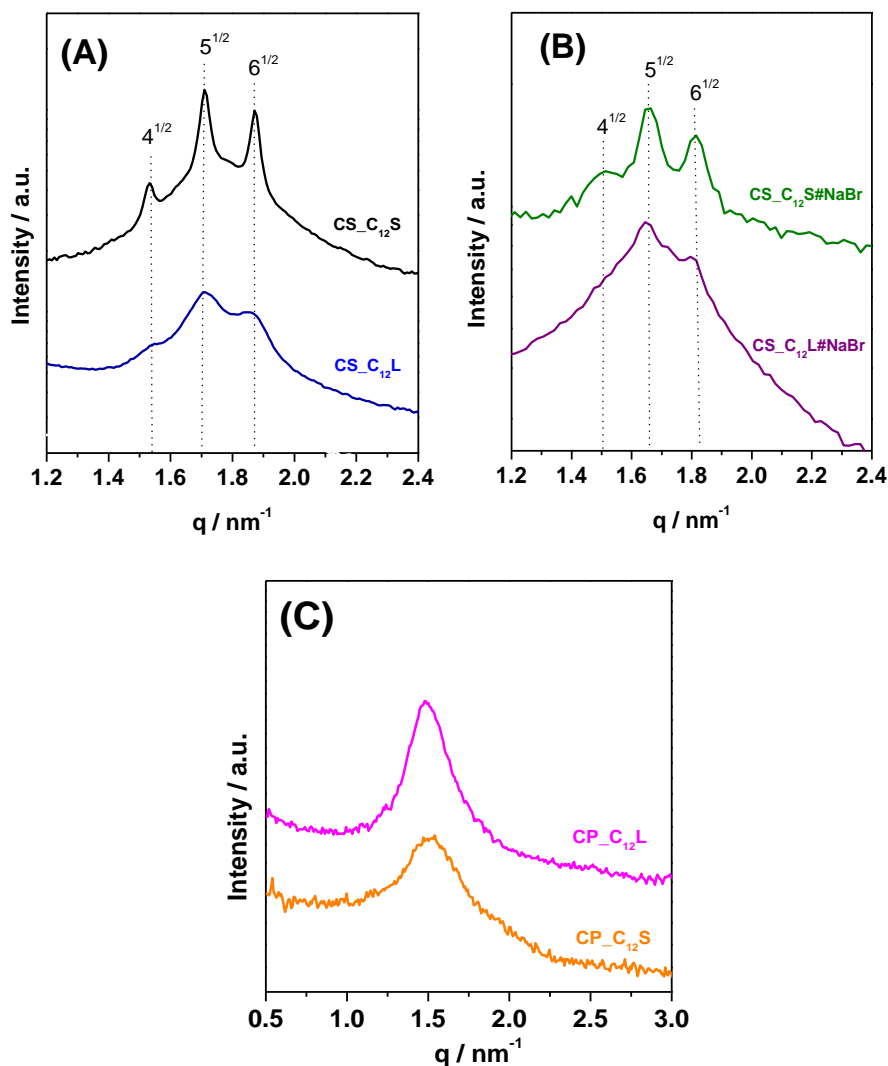 (A)
4^1/2
5^1/2
6^1/2
CS_C₁₂S
CS_C₁₂L
Intensity / a.u.
1.2 1.4 1.6 1.8 2.0 2.2 2.4
q / nm⁻¹
(B)
4^1/2
5^1/2
6^1/2
CS_C₁₂S#NaBr
CS_C₁₂L#NaBr
Intensity / a.u.
1.2 1.4 1.6 1.8 2.0 2.2 2.4
q / nm⁻¹
(C)
CP_C₁₂L
CP_C₁₂S
Intensity / a.u.
0.5 1.0 1.5 2.0 2.5 3.0
q / nm⁻¹